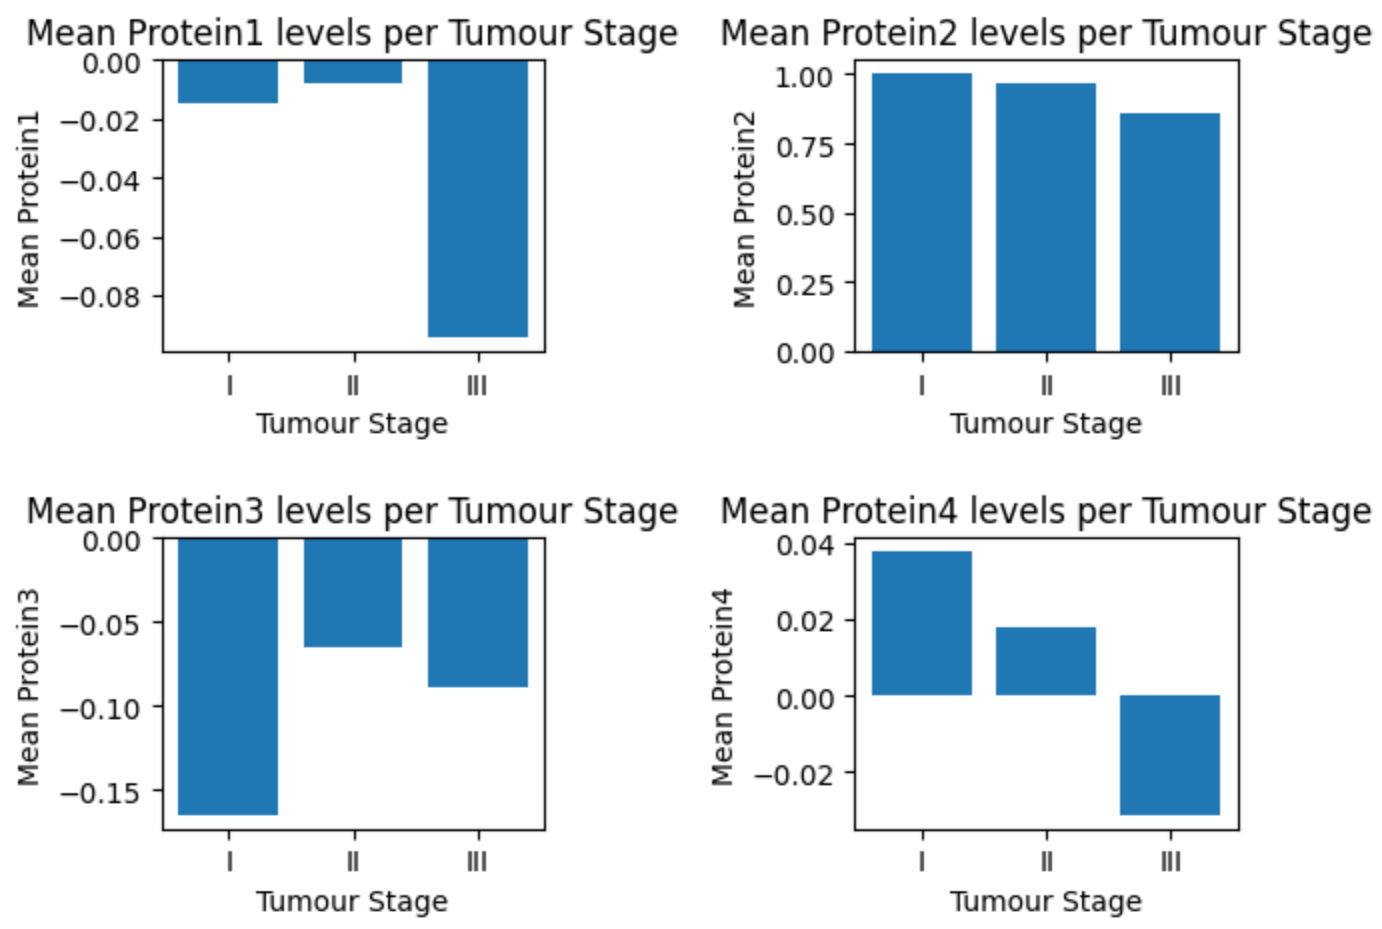 Mean Protein1 levels per Tumour Stage
0.00
−0.02
−0.04
−0.06
−0.08
Mean Protein1
I II III
Tumour Stage
Mean Protein2 levels per Tumour Stage
1.00
0.75
0.50
0.25
0.00
Mean Protein2
I II III
Tumour Stage
Mean Protein3 levels per Tumour Stage
0.00
−0.05
−0.10
−0.15
Mean Protein3
I II III
Tumour Stage
Mean Protein4 levels per Tumour Stage
0.04
0.02
0.00
−0.02
Mean Protein4
I II III
Tumour Stage